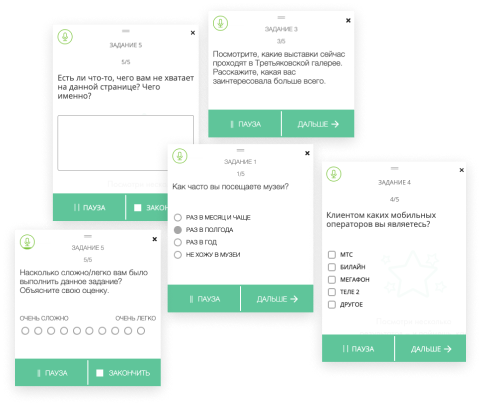 ЗАДАНИЕ 5
5/5
Есть ли что-то, чего вам не хватает
на данной странице? Чего
именно?
ПАУЗА
ЗАДАНИЕ 3
3/5
Посмотрите, какие выставки сейчас
проходят в Третьяковской галерее.
Расскажите, какая вас
заинтересовала больше всего.
ПАУЗА
ДАЛЬШЕ →
ЗАДАНИЕ 1
1/5
Как часто вы посещаете музеи?
РАЗ В МЕСЯЦ И ЧАЩЕ
РАЗ В ПОЛГОДА
РАЗ В ГОД
НЕ ХОЖУ В МУЗЕИ
ПАУЗА
ДАЛЬШЕ →
ЗАДАНИЕ 4
4/5
Клиентом каких мобильных
операторов вы являетесь?
МТС
БИЛАЙН
МЕГАФОН
ТЕЛЕ 2
ДРУГОЕ
ПАУЗА
ДАЛЬШЕ →
ЗАДАНИЕ 5
5/5
Насколько сложно/легко вам было
выполнить данное задание?
Объясните свою оценку.
ОЧЕНЬ СЛОЖНО ОЧЕНЬ ЛЕГКО
ПАУЗА
ЗАКОНЧИТЬ